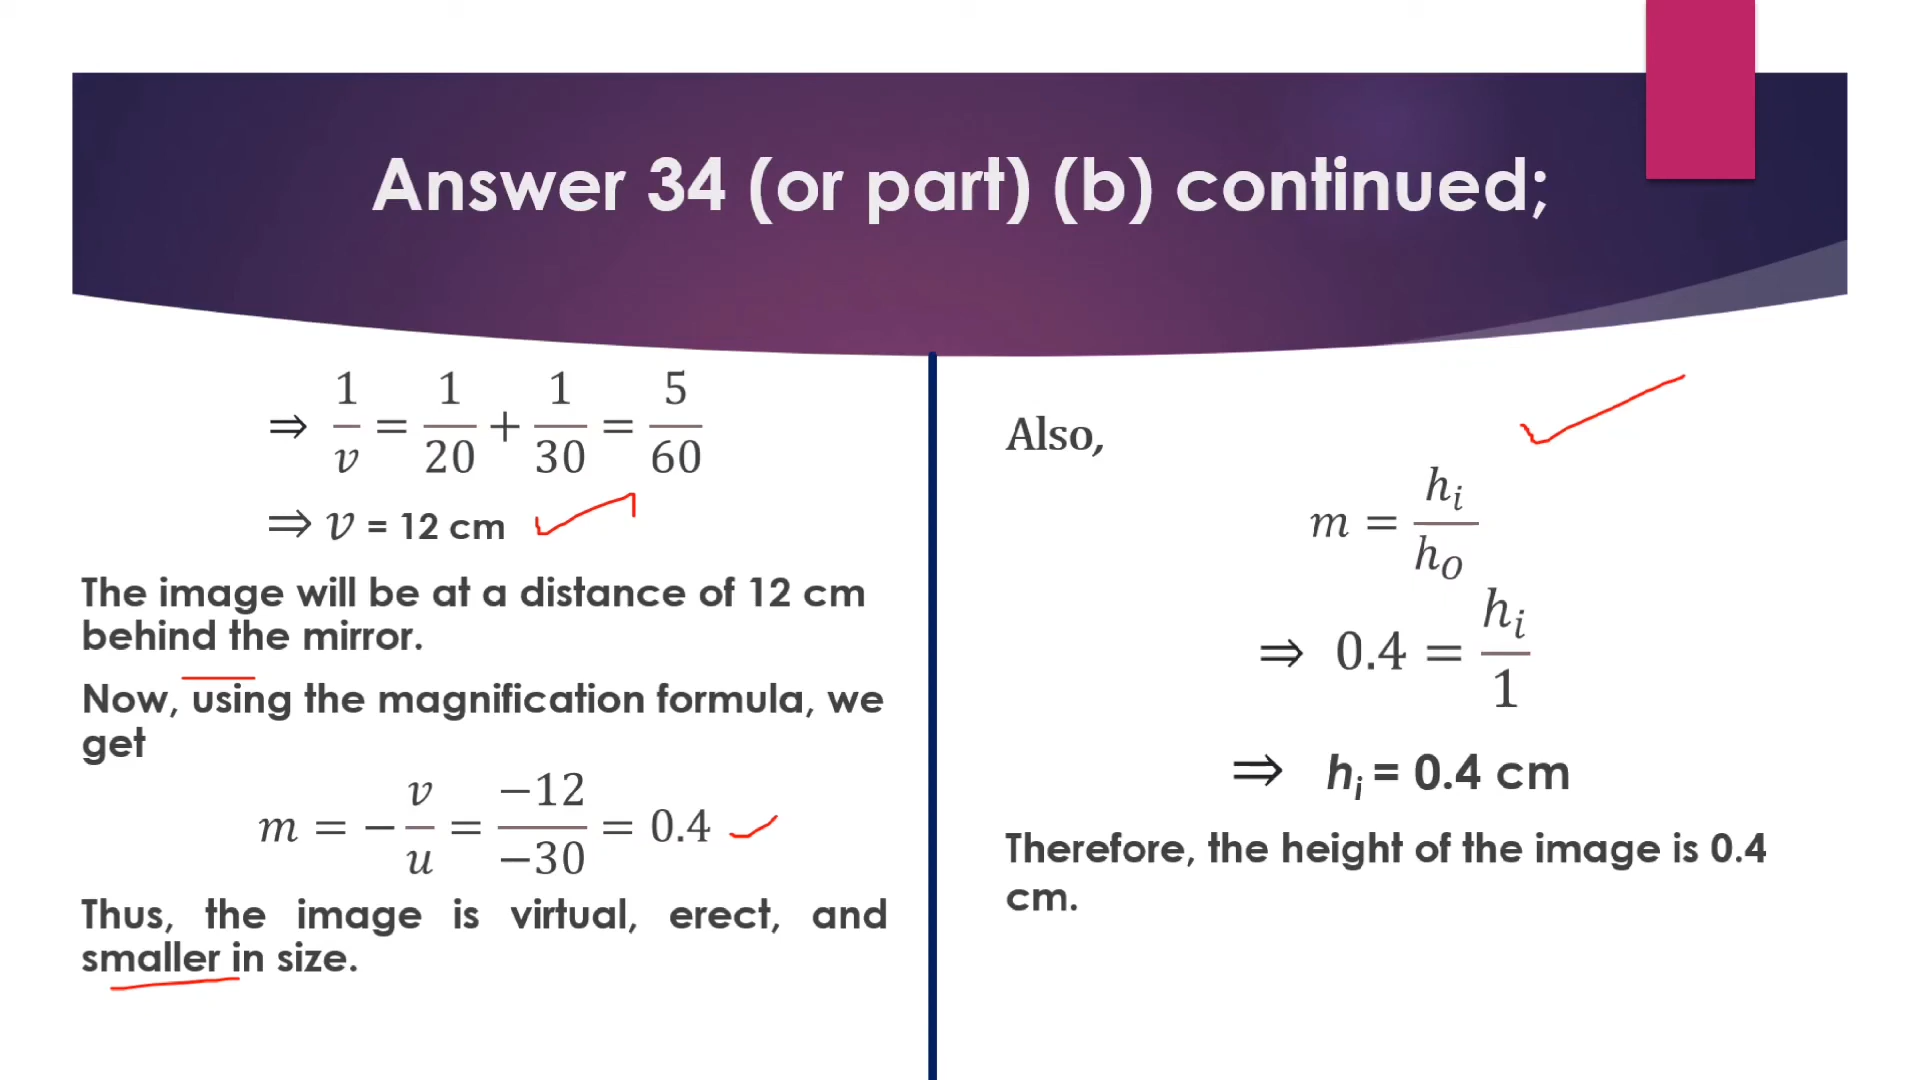 Answer 34 (or part) (b) continued;
⇒ 1/v = 1/20 + 1/30 = 5/60
⇒ v = 12 cm
The image will be at a distance of 12 cm
behind the mirror.
Now, using the magnification formula, we
get
m = −v/u = −12/−30 = 0.4
Thus, the image is virtual, erect, and
smaller in size.
Also,
m = hᵢ/h_O
⇒ 0.4 = hᵢ/1
⇒ hᵢ = 0.4 cm
Therefore, the height of the image is 0.4
cm.